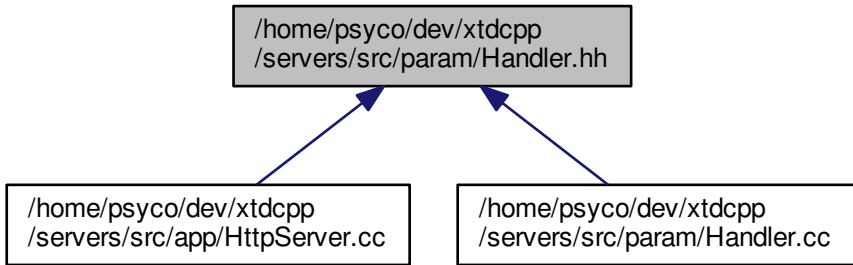 /home/psyco/dev/xtdcpp
/servers/src/param/Handler.hh
/home/psyco/dev/xtdcpp
/servers/src/app/HttpServer.cc
/home/psyco/dev/xtdcpp
/servers/src/param/Handler.cc